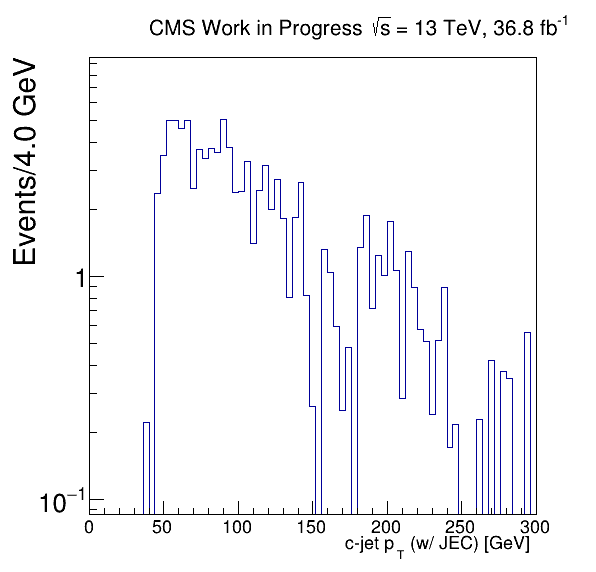 CMS Work in Progress √s = 13 TeV, 36.8 fb⁻¹
Events/4.0 GeV
1
10⁻¹
0 50 100 150 200 250 300
c-jet p_T (w/ JEC) [GeV]